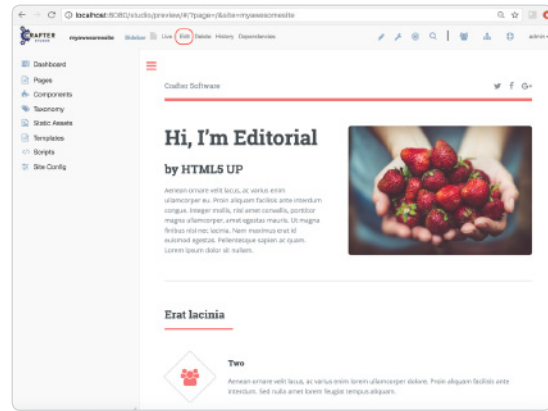 localhost:8080/studio/preview/#/?page=/&site=myawesomesite
CRAFTER
STUDIO
myawesomesite Sidebar Live Edit Delete History Dependencies admin
Dashboard
Pages
Components
Taxonomy
Static Assets
Templates
Scripts
Site Config
Crafter Software
Hi, I'm Editorial
by HTML5 UP
Aenean ornare velit lacus, ac varius enim
ullamcorper eu. Proin aliquam facilisis ante interdum
congue. Integer mollis, nisl amet convallis, porttitor
magna ullamcorper, amet egestas mauris. Ut magna
finibus nisi nec lacinia. Nam maximus erat id
euismod egestas. Pellentesque sapien ac quam.
Lorem ipsum dolor sit nullam.
Erat lacinia
Two
Aenean ornare velit lacus, ac varius enim lorem ullamcorper dolore. Proin aliquam facilisis ante
interdum. Sed nulla amet lorem feugiat tempus aliquam.